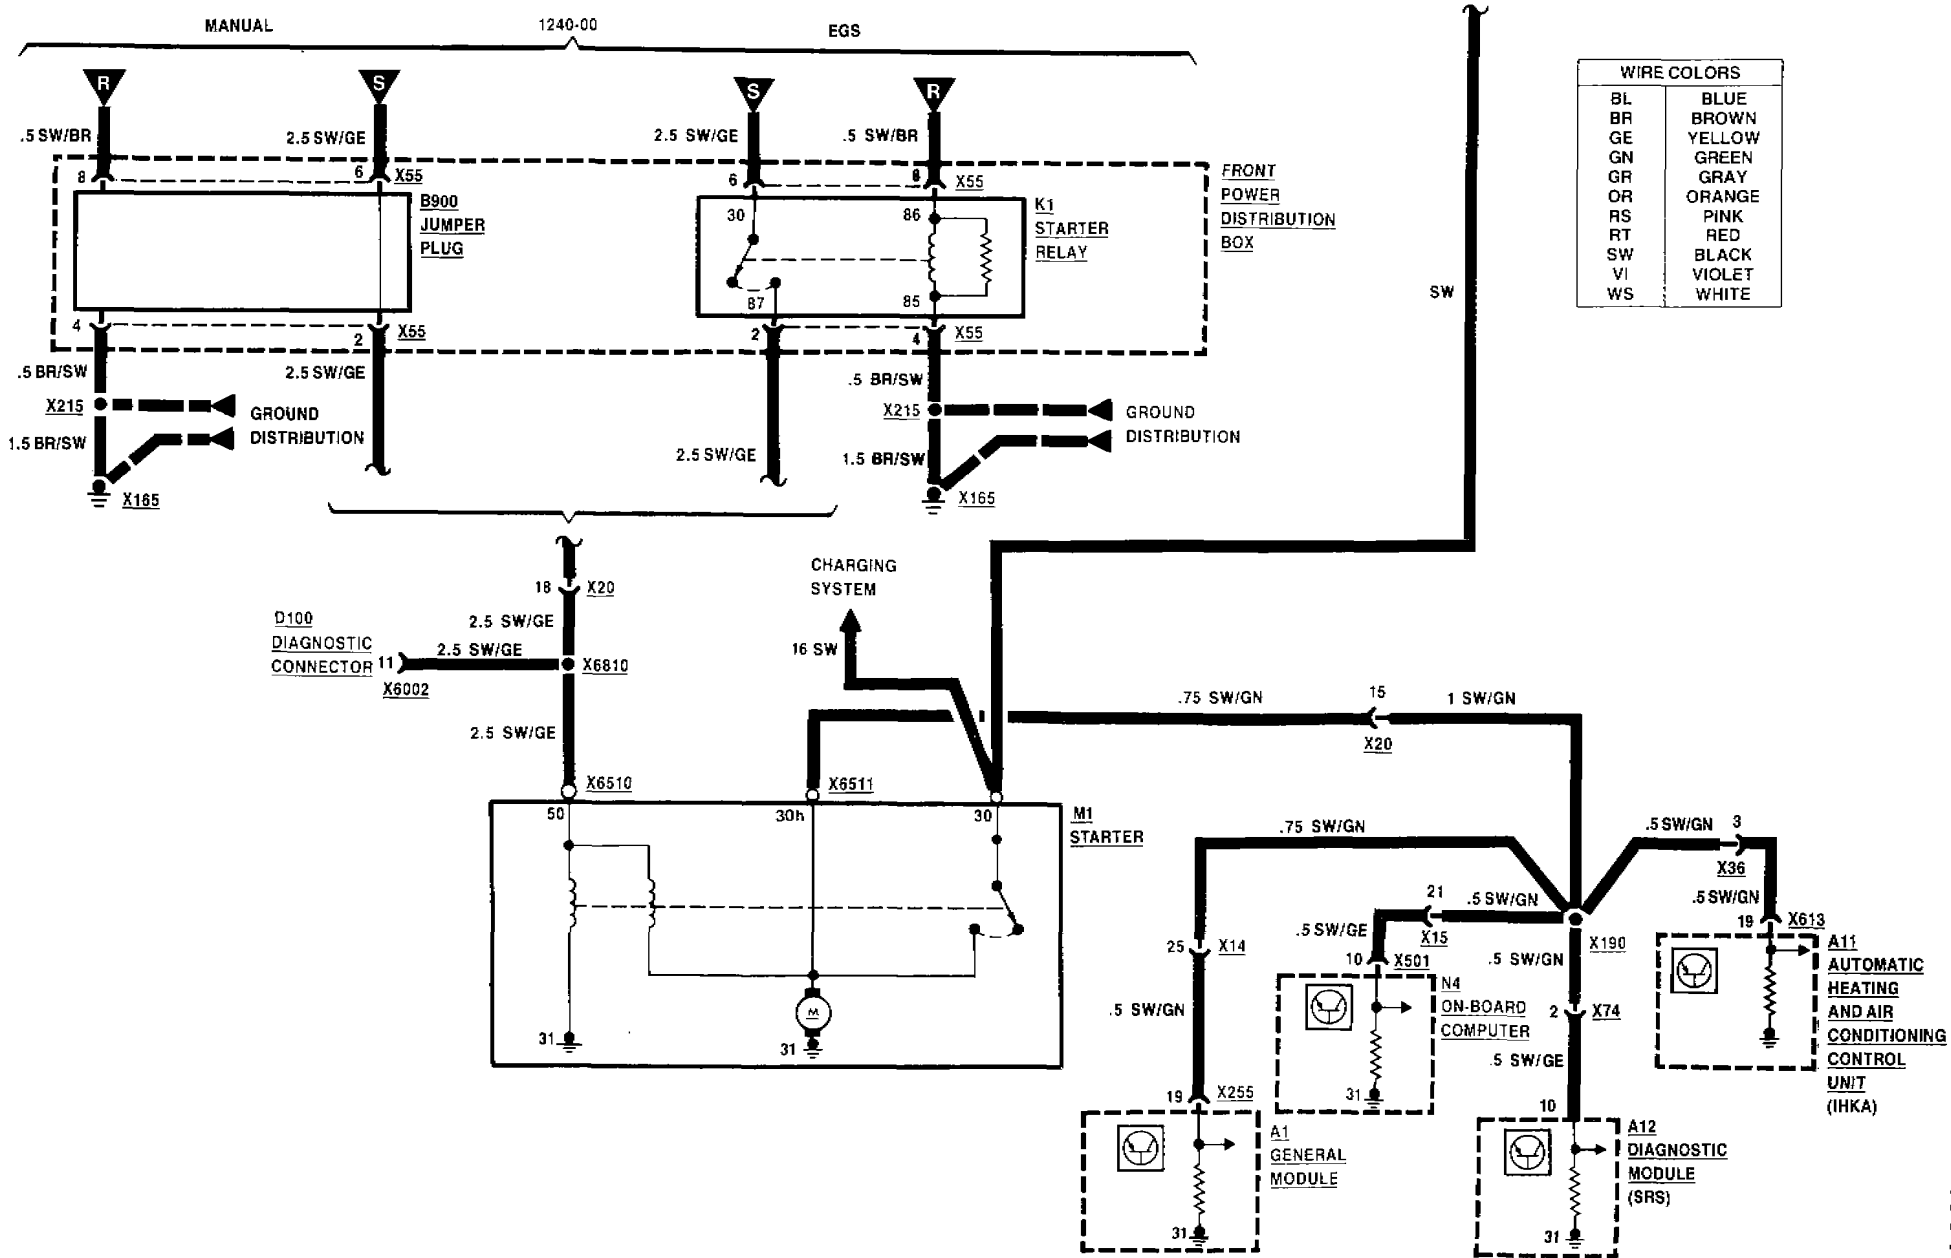 MANUAL
1240-00
EGS
R
S
S
R
.5 SW/BR
2.5 SW/GE
2.5 SW/GE
.5 SW/BR
8
6
X55
6
8
X55
B900
JUMPER
PLUG
30
86
87
85
K1
STARTER
RELAY
FRONT
POWER
DISTRIBUTION
BOX
4
2
X55
2
4
X55
.5 BR/SW
2.5 SW/GE
.5 BR/SW
X215
GROUND
DISTRIBUTION
1.5 BR/SW
X165
2.5 SW/GE
X215
GROUND
DISTRIBUTION
1.5 BR/SW
X165
SW
WIRE COLORS
BL BLUE
BR BROWN
GE YELLOW
GN GREEN
GR GRAY
OR ORANGE
RS PINK
RT RED
SW BLACK
VI VIOLET
WS WHITE
18
X20
2.5 SW/GE
D100
DIAGNOSTIC
CONNECTOR
11
X6002
2.5 SW/GE
X6810
2.5 SW/GE
CHARGING
SYSTEM
16 SW
.75 SW/GN
15
X20
1 SW/GN
X6510
X6511
50
30h
30
M1
STARTER
M
31
31
.75 SW/GN
.5 SW/GN
3
X36
.5 SW/GN
19
X613
21
.5 SW/GN
X15
.5 SW/GE
10
X501
X190
25
X14
.5 SW/GN
.5 SW/GN
2
X74
.5 SW/GE
10
N4
ON-BOARD
COMPUTER
31
A11
AUTOMATIC
HEATING
AND AIR
CONDITIONING
CONTROL
UNIT
(IHKA)
19
X255
A1
GENERAL
MODULE
31
A12
DIAGNOSTIC
MODULE
(SRS)
31